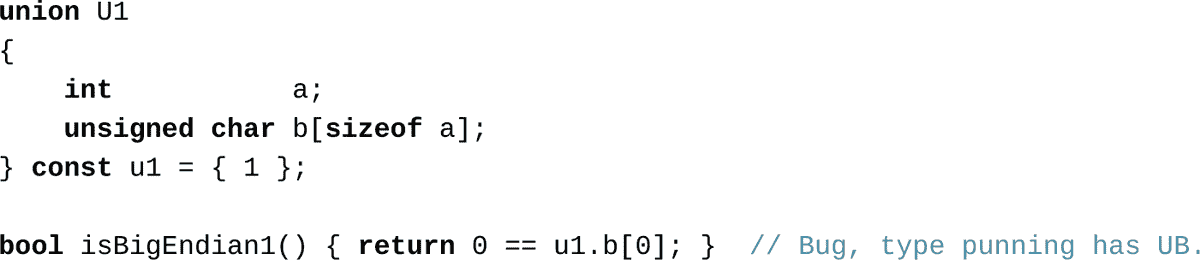 union U1
{
    int           a;
    unsigned char b[sizeof a];
} const u1 = { 1 };
bool isBigEndian1() { return 0 == u1.b[0]; }  // Bug, type punning has UB.